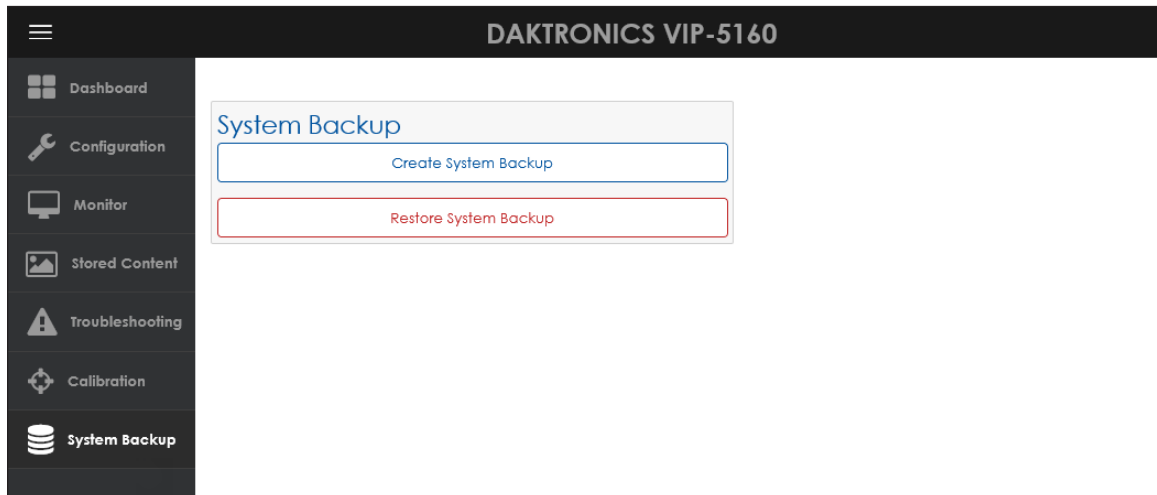 DAKTRONICS VIP-5160
Dashboard
Configuration
Monitor
Stored Content
Troubleshooting
Calibration
System Backup
System Backup
Create System Backup
Restore System Backup